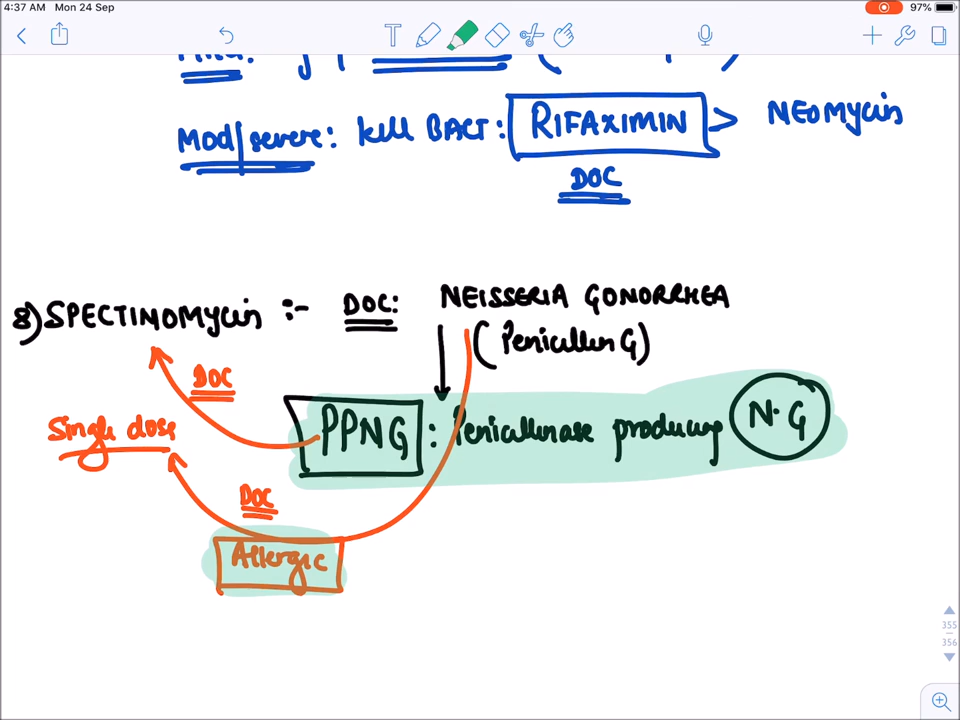 4:37 AM Mon 24 Sep 97%
T
Mod/severe: kill BACT: RIFAXIMIN > NEOMycin
DOC
8) SPECTINOMycin :- DOC: NEISSERIA GONORRHEA
(Penicillin G)
DOC
Single dose
PPNG : Penicillinase producing N.G
DOC
Allergic
355
356